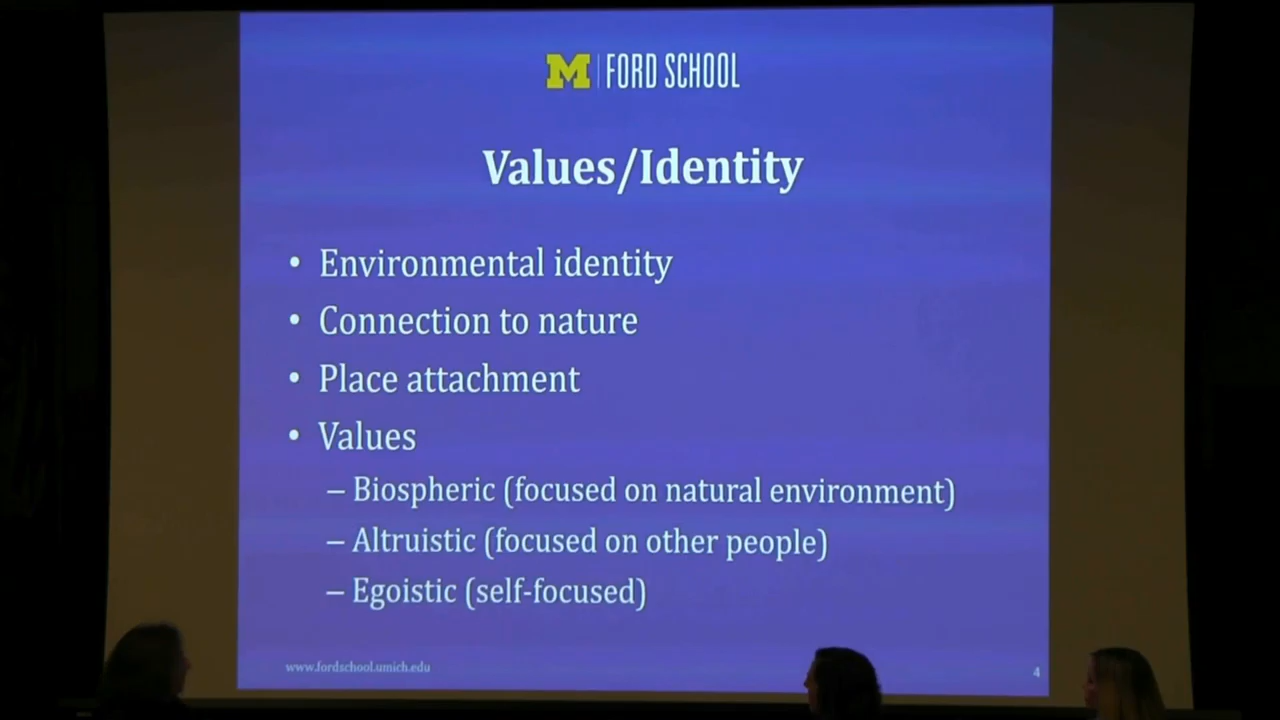 M | FORD SCHOOL
Values/Identity
• Environmental identity
• Connection to nature
• Place attachment
• Values
– Biospheric (focused on natural environment)
– Altruistic (focused on other people)
– Egoistic (self-focused)
www.fordschool.umich.edu
4